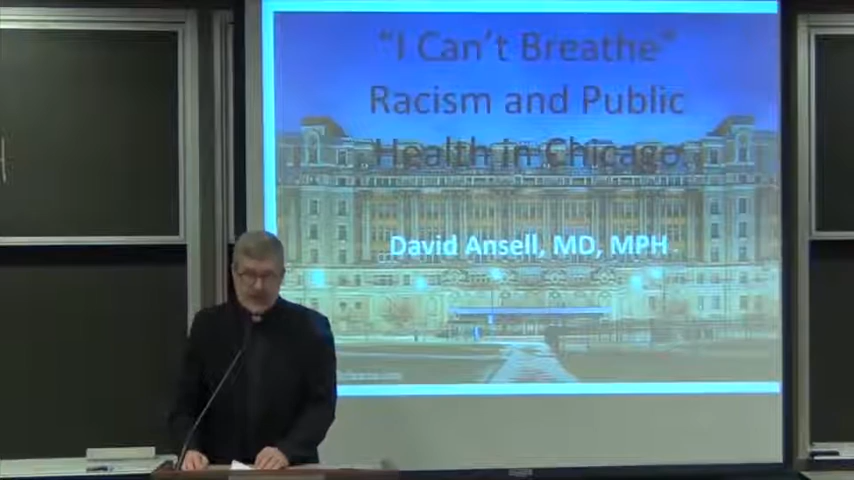 "I Can't Breathe"
Racism and Public
Health in Chicago
David Ansell, MD, MPH